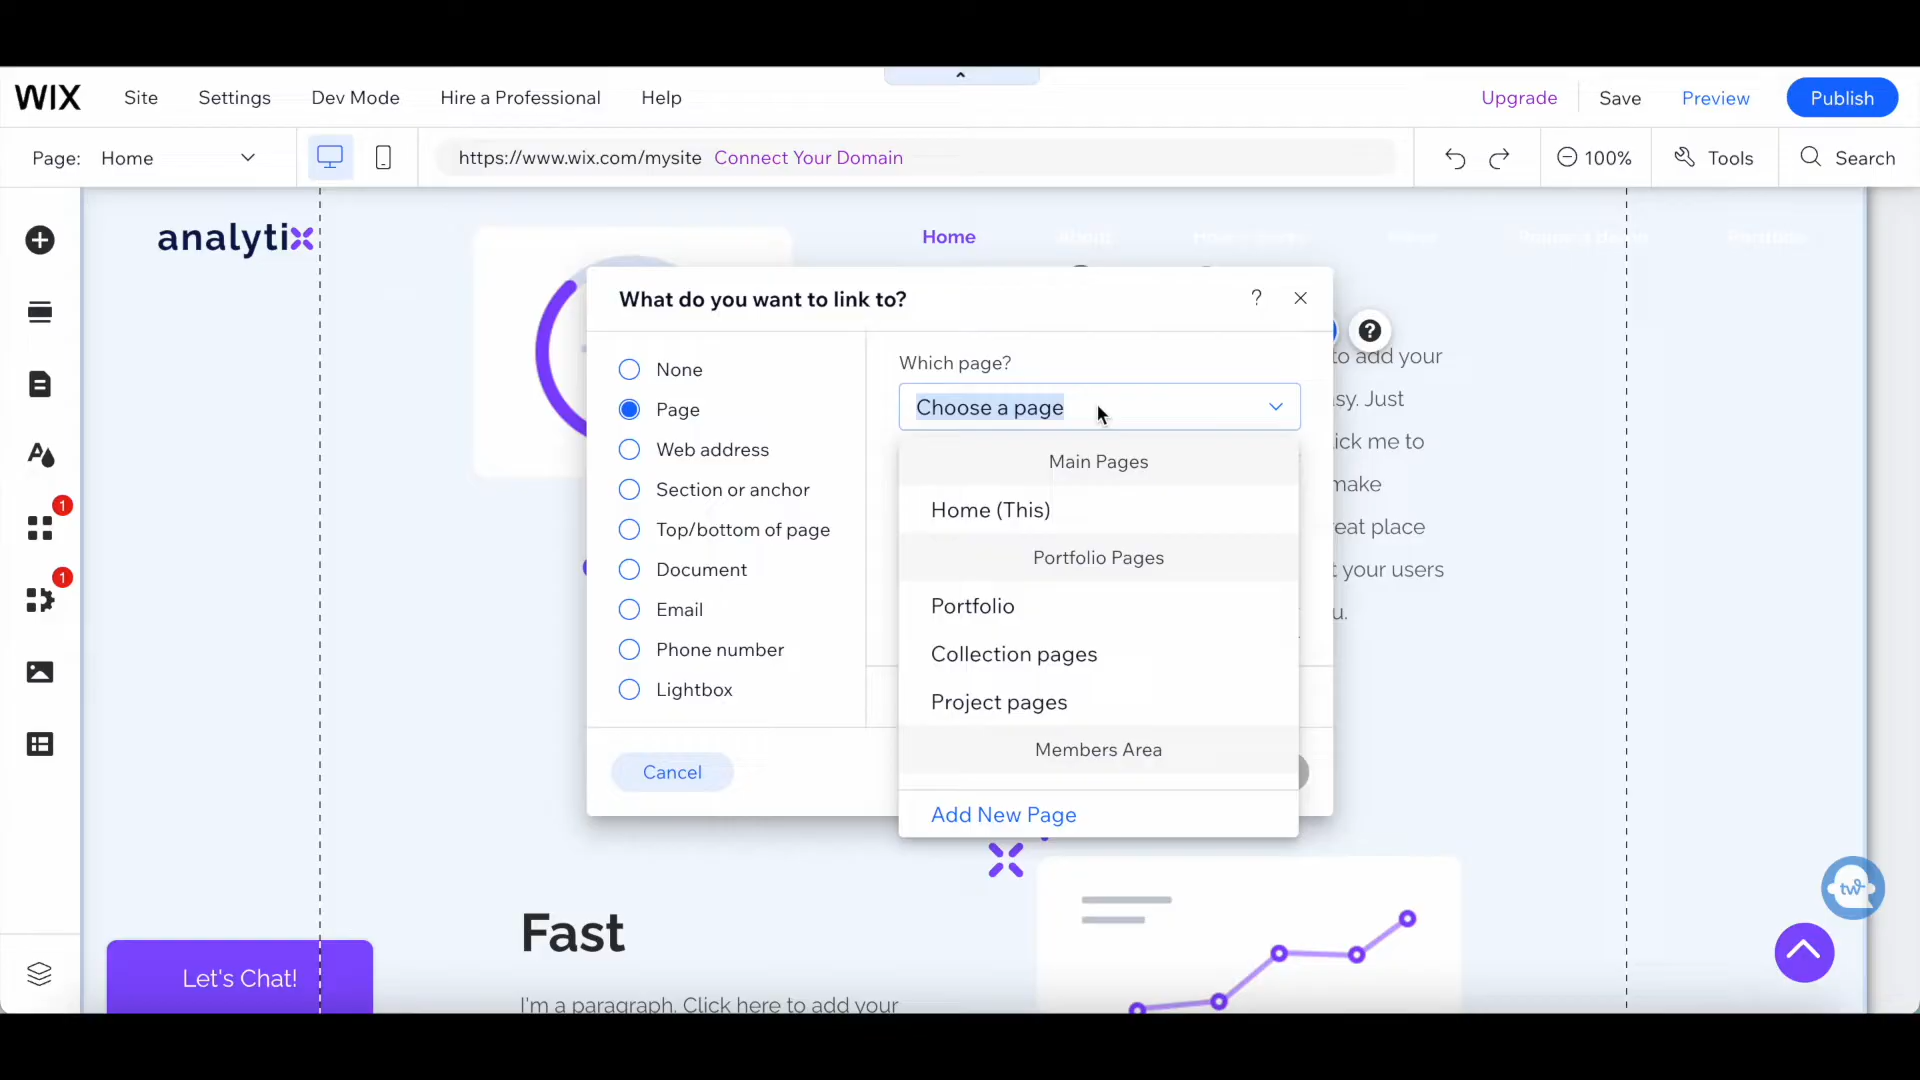 WIX Site Settings Dev Mode Hire a Professional Help Upgrade Save Preview Publish
Page: Home https://www.wix.com/mysite Connect Your Domain 100% Tools Search
analytix Home About
What do you want to link to? ?
?
None
Page
Web address
Section or anchor
Top/bottom of page
Document
Email
Phone number
Lightbox
Cancel
Which page?
Choose a page
Main Pages
Home (This)
Portfolio Pages
Portfolio
Collection pages
Project pages
Members Area
Add New Page
to add your
sy. Just
ick me to
make
eat place
t your users
u.
1
1
Fast
I'm a paragraph. Click here to add your
Let's Chat!
tw